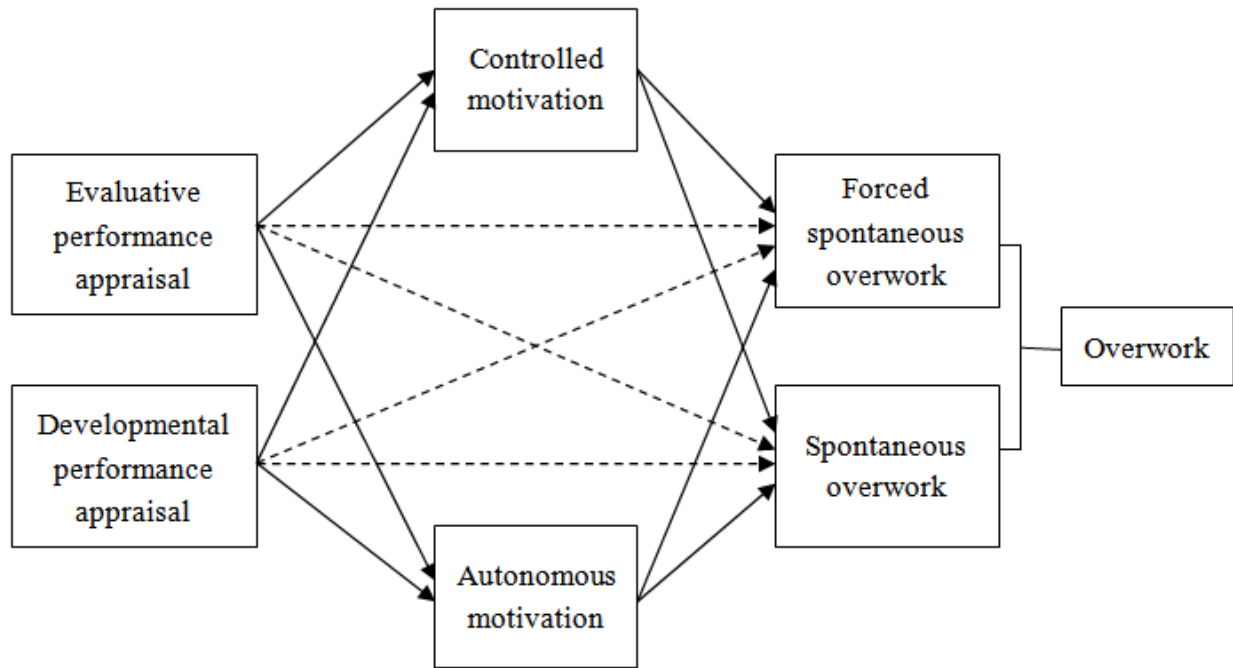 Controlled
motivation
Evaluative
performance
appraisal
Forced
spontaneous
overwork
Overwork
Developmental
performance
appraisal
Spontaneous
overwork
Autonomous
motivation